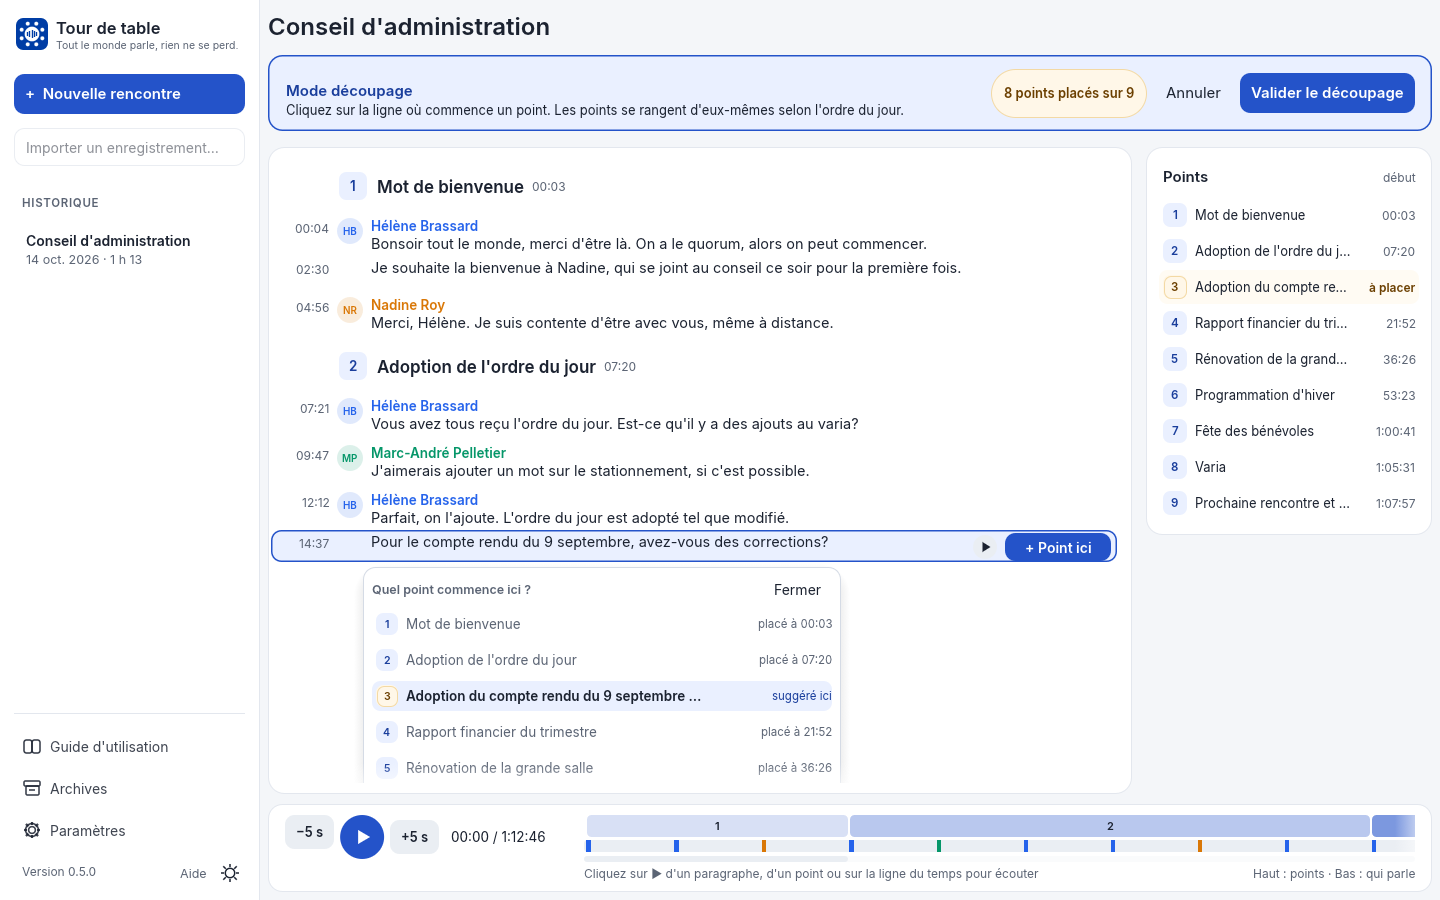 Tour de table
Tout le monde parle, rien ne se perd.
+ Nouvelle rencontre
Importer un enregistrement...
HISTORIQUE
Conseil d'administration
14 oct. 2026 · 1 h 13
Guide d'utilisation
Archives
Paramètres
Version 0.5.0
Aide
Conseil d'administration
Mode découpage
Cliquez sur la ligne où commence un point. Les points se rangent d'eux-mêmes selon l'ordre du jour.
8 points placés sur 9
Annuler
Valider le découpage
1 Mot de bienvenue 00:03
00:04 HB Hélène Brassard
Bonsoir tout le monde, merci d'être là. On a le quorum, alors on peut commencer.
02:30 Je souhaite la bienvenue à Nadine, qui se joint au conseil ce soir pour la première fois.
04:56 NR Nadine Roy
Merci, Hélène. Je suis contente d'être avec vous, même à distance.
2 Adoption de l'ordre du jour 07:20
07:21 HB Hélène Brassard
Vous avez tous reçu l'ordre du jour. Est-ce qu'il y a des ajouts au varia?
09:47 MP Marc-André Pelletier
J'aimerais ajouter un mot sur le stationnement, si c'est possible.
12:12 HB Hélène Brassard
Parfait, on l'ajoute. L'ordre du jour est adopté tel que modifié.
14:37 Pour le compte rendu du 9 septembre, avez-vous des corrections?
+ Point ici
Quel point commence ici ?
Fermer
1 Mot de bienvenue placé à 00:03
2 Adoption de l'ordre du jour placé à 07:20
3 Adoption du compte rendu du 9 septembre ... suggéré ici
4 Rapport financier du trimestre placé à 21:52
5 Rénovation de la grande salle placé à 36:26
Points début
1 Mot de bienvenue 00:03
2 Adoption de l'ordre du j... 07:20
3 Adoption du compte re... à placer
4 Rapport financier du tri... 21:52
5 Rénovation de la grand... 36:26
6 Programmation d'hiver 53:23
7 Fête des bénévoles 1:00:41
8 Varia 1:05:31
9 Prochaine rencontre et ... 1:07:57
−5 s
+5 s
00:00 / 1:12:46
1
2
Cliquez sur ▶ d'un paragraphe, d'un point ou sur la ligne du temps pour écouter
Haut : points · Bas : qui parle